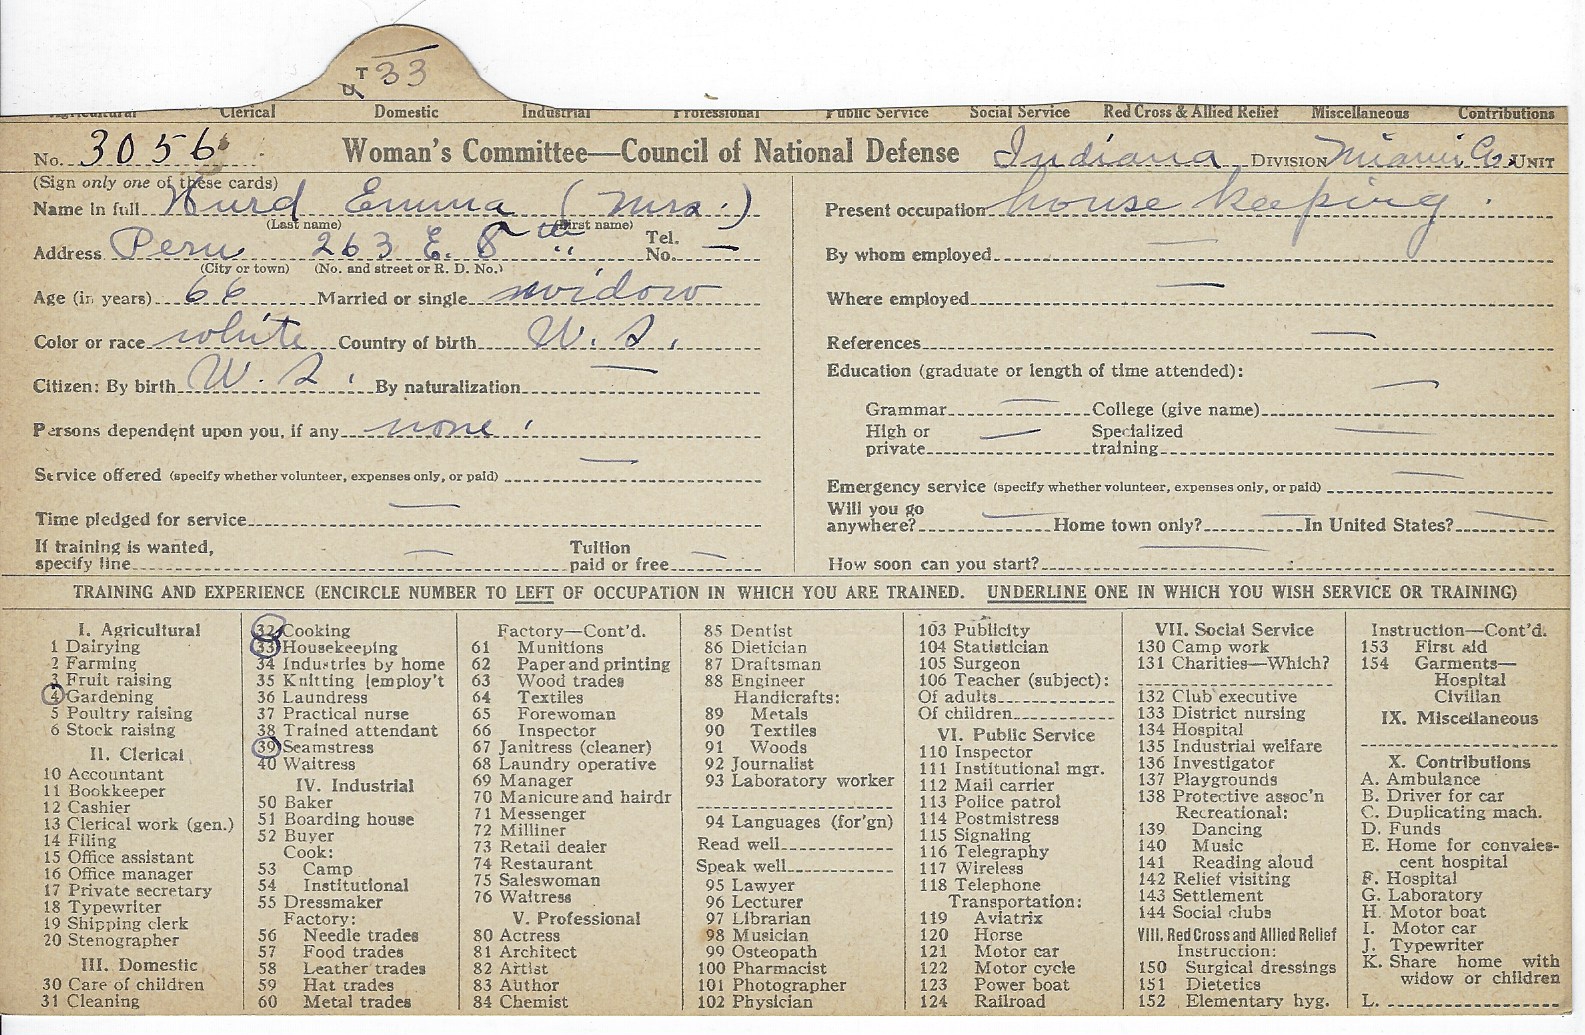 T 33
U
Agricultural Clerical Domestic Industrial Professional Public Service Social Service Red Cross & Allied Relief Miscellaneous Contributions
No. 3056 Woman's Committee—Council of National Defense Indiana DIVISION Miami Co. UNIT
(Sign only one of these cards)
Name in full Hurd Emma (Mrs.)
(Last name) (First name)
Address Peru 263 E. 8th Tel. No. —
(City or town) (No. and street or R. D. No.)
Age (in years) 66 Married or single widow
Color or race white Country of birth U. S.
Citizen: By birth U. S. By naturalization —
Persons dependent upon you, if any none
Service offered (specify whether volunteer, expenses only, or paid) —
Time pledged for service —
If training is wanted, specify line — Tuition paid or free —
Present occupation house keeping.
By whom employed —
Where employed —
References —
Education (graduate or length of time attended):
Grammar — College (give name) —
High or private — Specialized training —
Emergency service (specify whether volunteer, expenses only, or paid) —
Will you go anywhere? — Home town only? — In United States? —
How soon can you start? —
TRAINING AND EXPERIENCE (ENCIRCLE NUMBER TO LEFT OF OCCUPATION IN WHICH YOU ARE TRAINED. UNDERLINE ONE IN WHICH YOU WISH SERVICE OR TRAINING)
I. Agricultural
1 Dairying
2 Farming
3 Fruit raising
4 Gardening
5 Poultry raising
6 Stock raising
II. Clerical
10 Accountant
11 Bookkeeper
12 Cashier
13 Clerical work (gen.)
14 Filing
15 Office assistant
16 Office manager
17 Private secretary
18 Typewriter
19 Shipping clerk
20 Stenographer
III. Domestic
30 Care of children
31 Cleaning
32 Cooking
33 Housekeeping
34 Industries by home
35 Knitting [employ't
36 Laundress
37 Practical nurse
38 Trained attendant
39 Seamstress
40 Waitress
IV. Industrial
50 Baker
51 Boarding house
52 Buyer
Cook:
53 Camp
54 Institutional
55 Dressmaker
Factory:
56 Needle trades
57 Food trades
58 Leather trades
59 Hat trades
60 Metal trades
Factory—Cont'd.
61 Munitions
62 Paper and printing
63 Wood trades
64 Textiles
65 Forewoman
66 Inspector
67 Janitress (cleaner)
68 Laundry operative
69 Manager
70 Manicure and hairdr
71 Messenger
72 Milliner
73 Retail dealer
74 Restaurant
75 Saleswoman
76 Waitress
V. Professional
80 Actress
81 Architect
82 Artist
83 Author
84 Chemist
85 Dentist
86 Dietician
87 Draftsman
88 Engineer
Handicrafts:
89 Metals
90 Textiles
91 Woods
92 Journalist
93 Laboratory worker
94 Languages (for'gn)
Read well
Speak well
95 Lawyer
96 Lecturer
97 Librarian
98 Musician
99 Osteopath
100 Pharmacist
101 Photographer
102 Physician
103 Publicity
104 Statistician
105 Surgeon
106 Teacher (subject):
Of adults
Of children
VI. Public Service
110 Inspector
111 Institutional mgr.
112 Mail carrier
113 Police patrol
114 Postmistress
115 Signaling
116 Telegraphy
117 Wireless
118 Telephone
Transportation:
119 Aviatrix
120 Horse
121 Motor car
122 Motor cycle
123 Power boat
124 Railroad
VII. Social Service
130 Camp work
131 Charities—Which?
132 Club executive
133 District nursing
134 Hospital
135 Industrial welfare
136 Investigator
137 Playgrounds
138 Protective assoc'n
Recreational:
139 Dancing
140 Music
141 Reading aloud
142 Relief visiting
143 Settlement
144 Social clubs
VIII. Red Cross and Allied Relief
Instruction:
150 Surgical dressings
151 Dietetics
152 Elementary hyg.
Instruction—Cont'd.
153 First aid
154 Garments—
Hospital
Civilian
IX. Miscellaneous
X. Contributions
A. Ambulance
B. Driver for car
C. Duplicating mach.
D. Funds
E. Home for convales-
cent hospital
F. Hospital
G. Laboratory
H. Motor boat
I. Motor car
J. Typewriter
K. Share home with
widow or children
L.